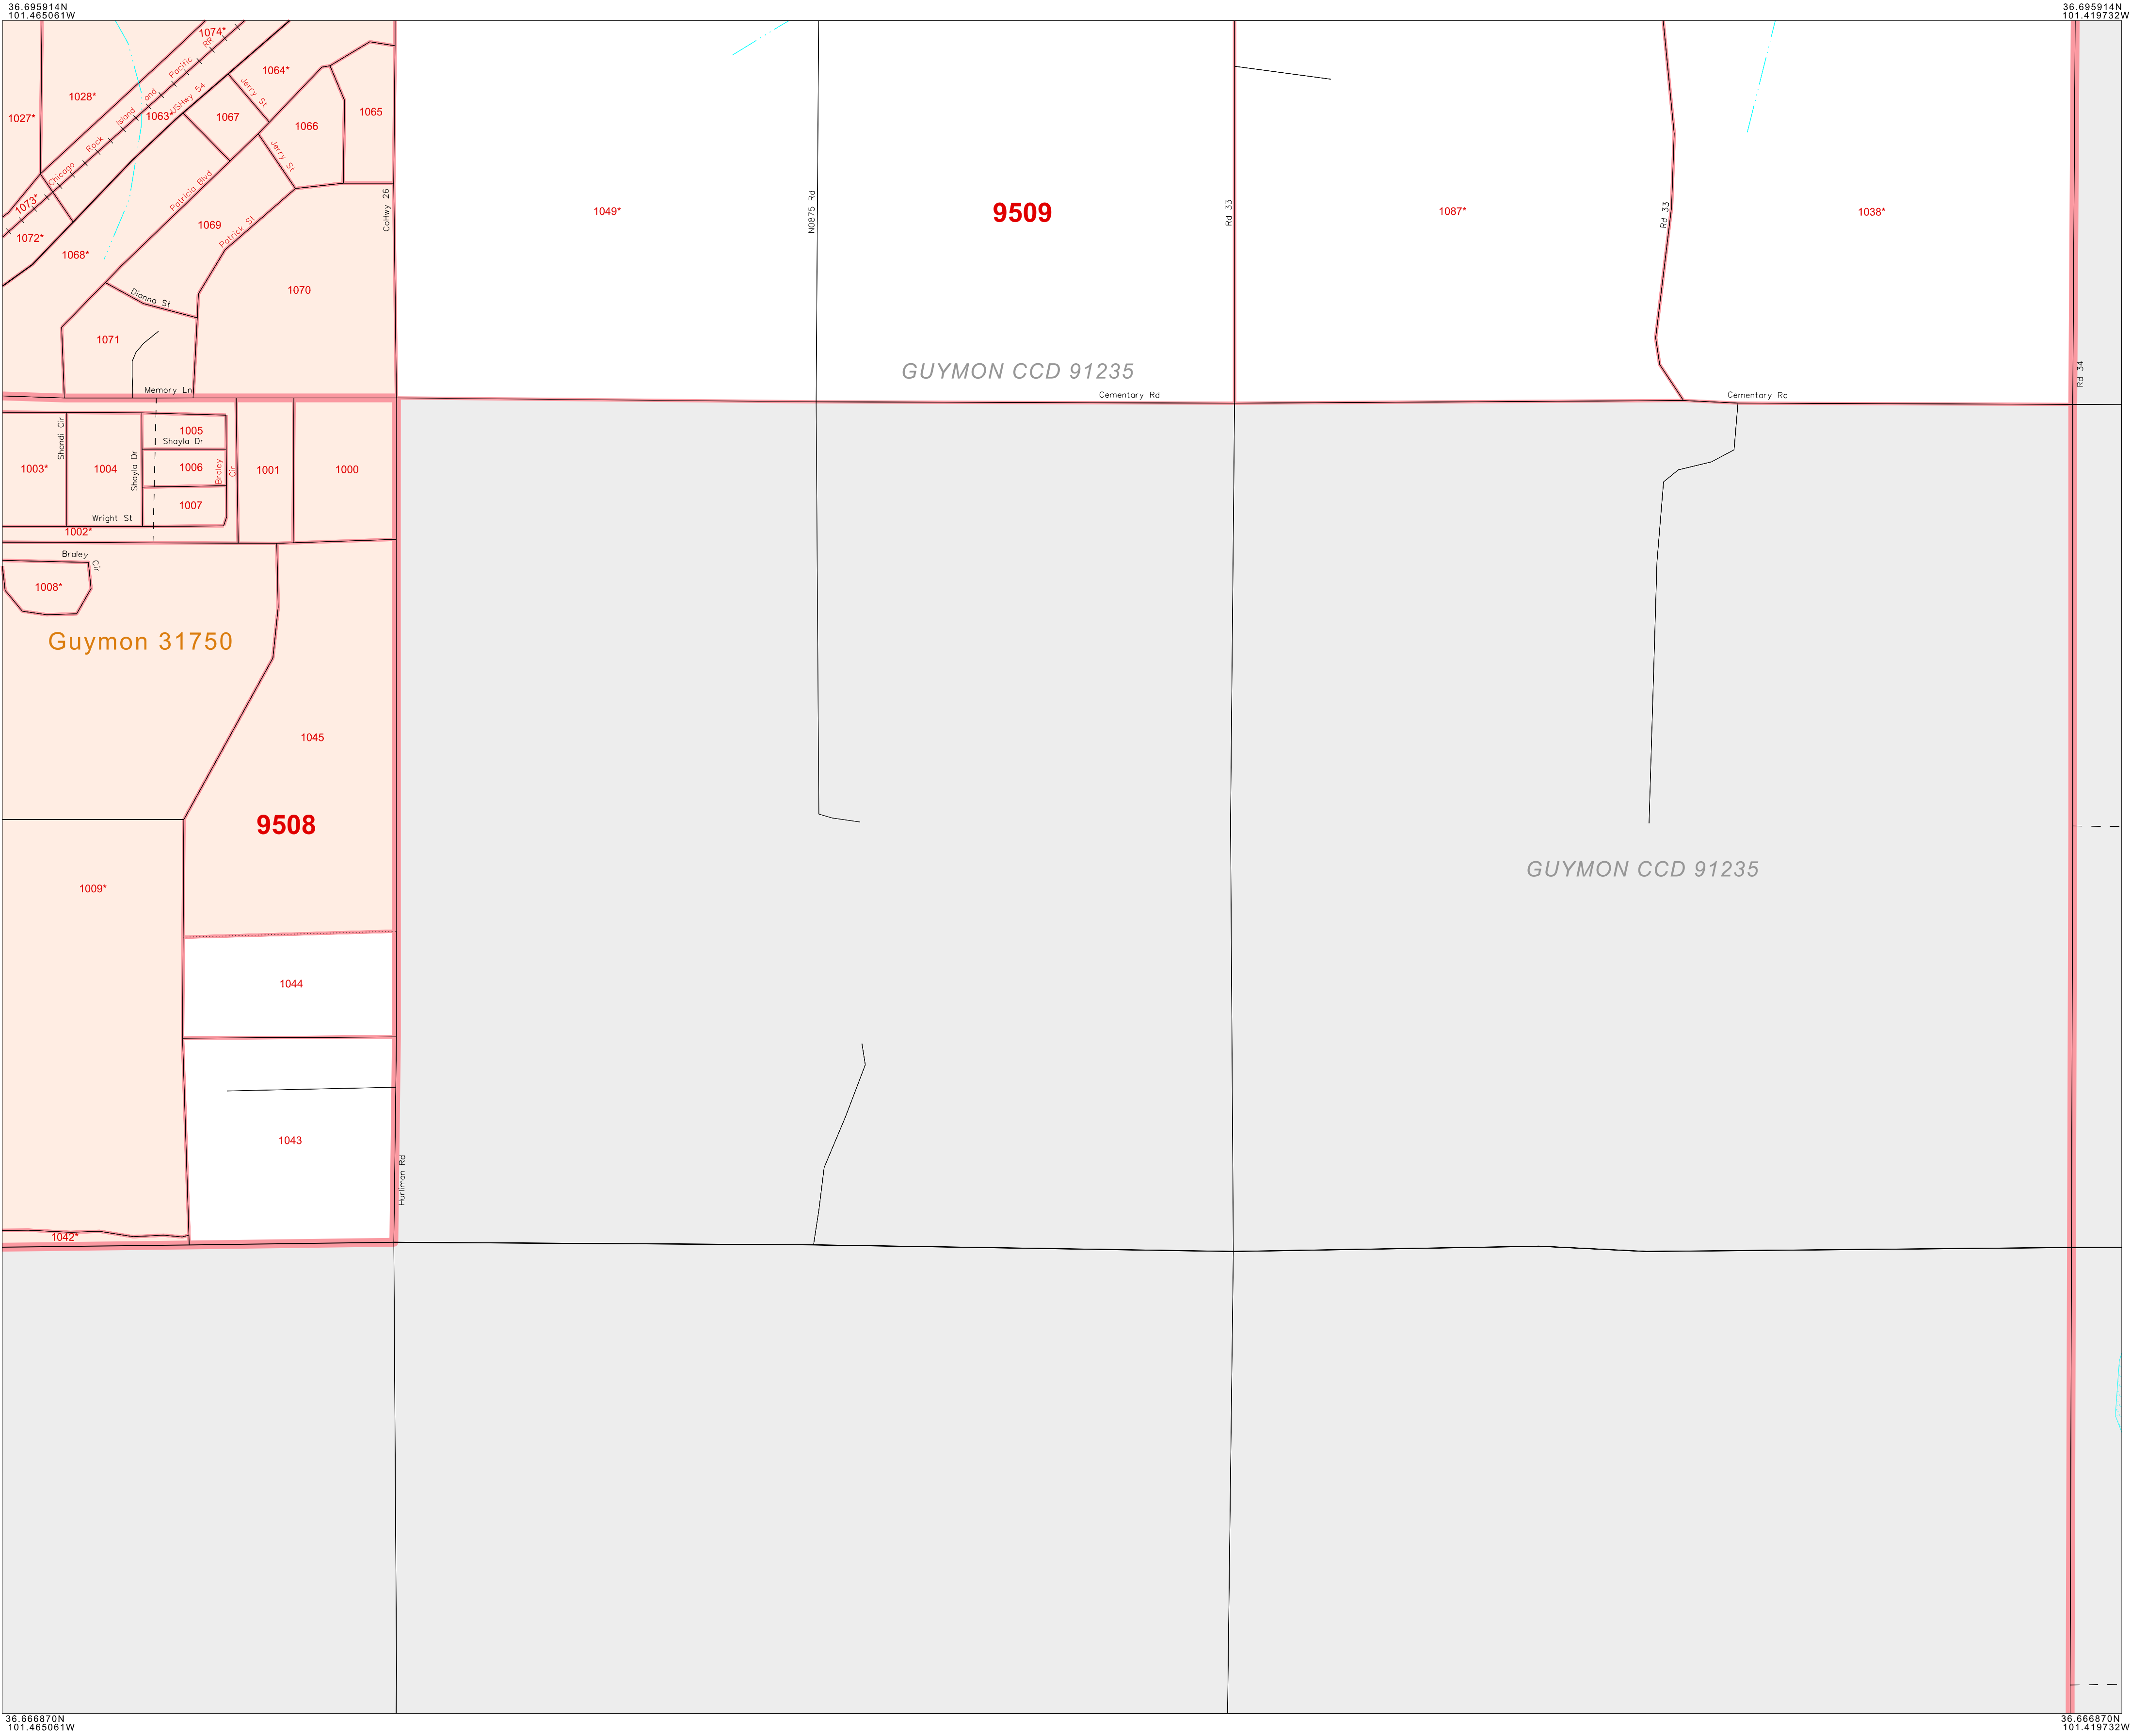 36.695914N
101.465061W
36.695914N
101.419732W
1074*
Chicago Rock Island and Pacific RR
USHwy 54
1064*
Jerry St
1028*
1027*
1063*
1067
1066
1065
Jerry St
Patricia Blvd
1073*
1072*
1068*
1069
Patrick St
CoHwy 26
1049*
N0875 Rd
9509
Rd 33
1087*
Rd 33
1038*
1070
Dianna St
1071
GUYMON CCD 91235
Rd 34
Memory Ln
Cementary Rd
Cementary Rd
Shandi Cir
1005
Shayla Dr
1003*
1004
Shayla Dr
1006
Braley Cir
1001
1000
1007
Wright St
1002*
Braley Cir
1008*
Guymon 31750
1045
9508
GUYMON CCD 91235
1009*
1044
1043
Hurliman Rd
1042*
36.666870N
101.465061W
36.666870N
101.419732W